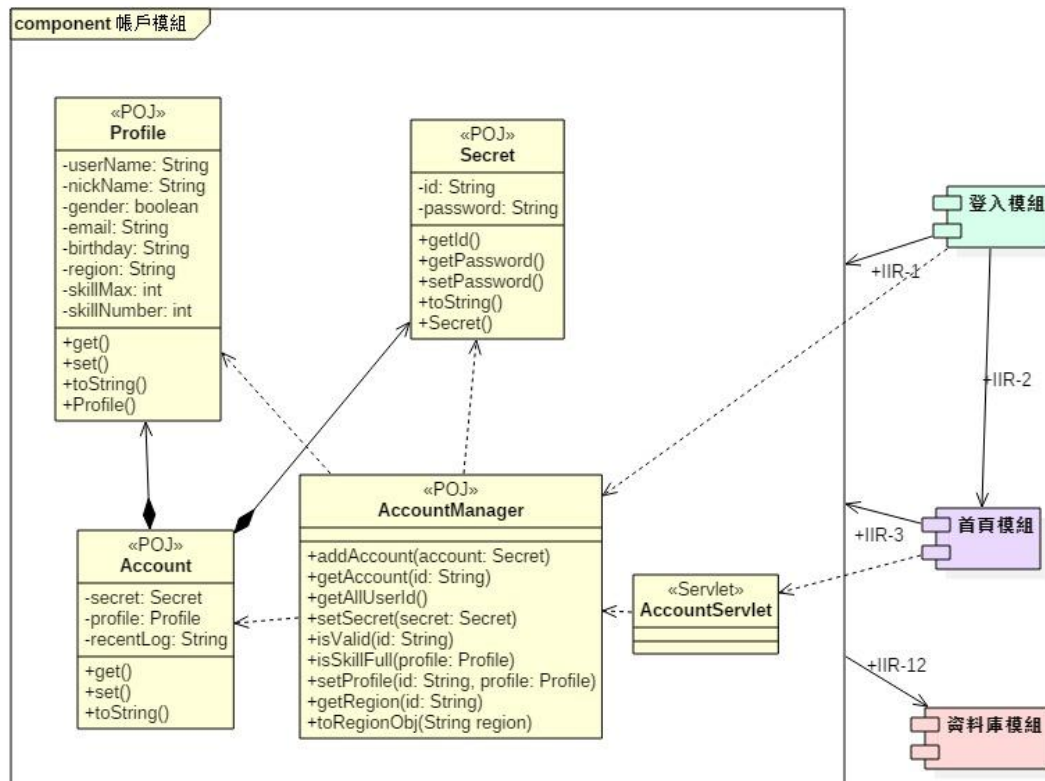 component 帳戶模組
«POJ»
Profile
-userName: String
-nickName: String
-gender: boolean
-email: String
-birthday: String
-region: String
-skillMax: int
-skillNumber: int
+get()
+set()
+toString()
+Profile()
«POJ»
Secret
-id: String
-password: String
+getId()
+getPassword()
+setPassword()
+toString()
+Secret()
登入模組
+IIR-1
+IIR-2
«POJ»
Account
-secret: Secret
-profile: Profile
-recentLog: String
+get()
+set()
+toString()
«POJ»
AccountManager
+addAccount(account: Secret)
+getAccount(id: String)
+getAllUserId()
+setSecret(secret: Secret)
+isValid(id: String)
+isSkillFull(profile: Profile)
+setProfile(id: String, profile: Profile)
+getRegion(id: String)
+toRegionObj(String region)
«Servlet»
AccountServlet
首頁模組
+IIR-3
+IIR-12
資料庫模組